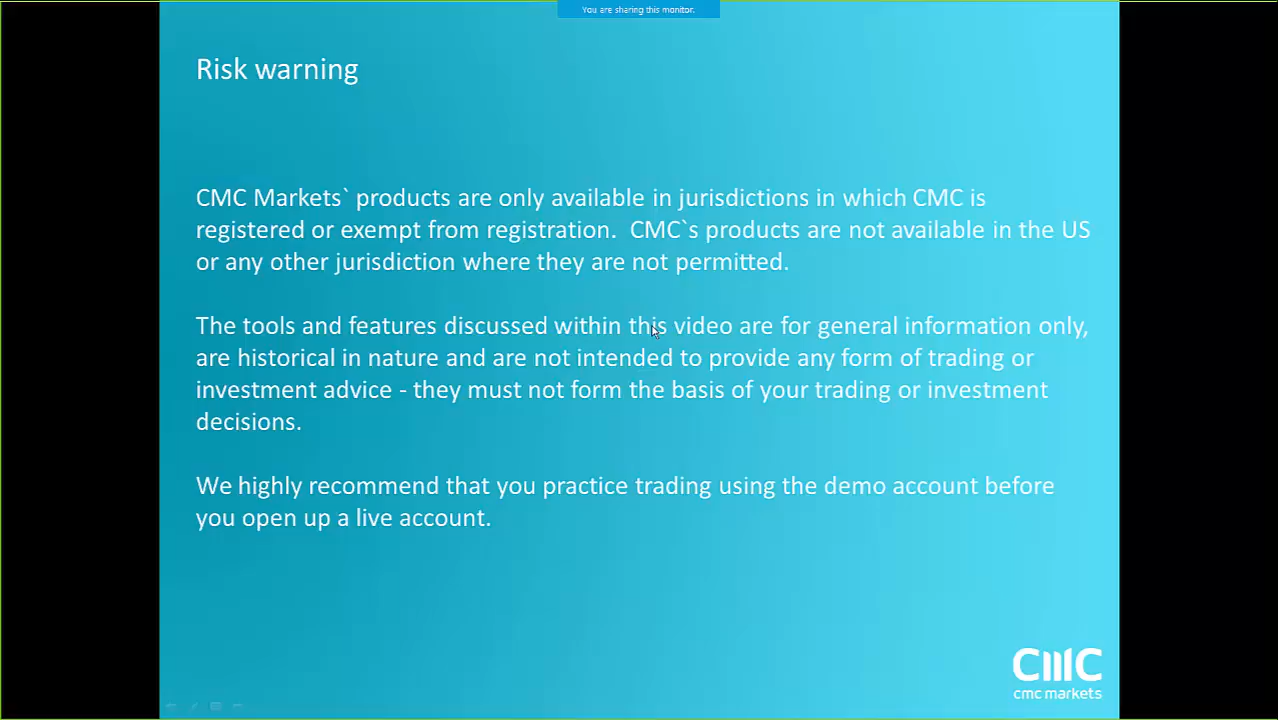 You are sharing this monitor.
Risk warning
CMC Markets` products are only available in jurisdictions in which CMC is
registered or exempt from registration.  CMC`s products are not available in the US
or any other jurisdiction where they are not permitted.
The tools and features discussed within this video are for general information only,
are historical in nature and are not intended to provide any form of trading or
investment advice - they must not form the basis of your trading or investment
decisions.
We highly recommend that you practice trading using the demo account before
you open up a live account.
CMC
cmc markets